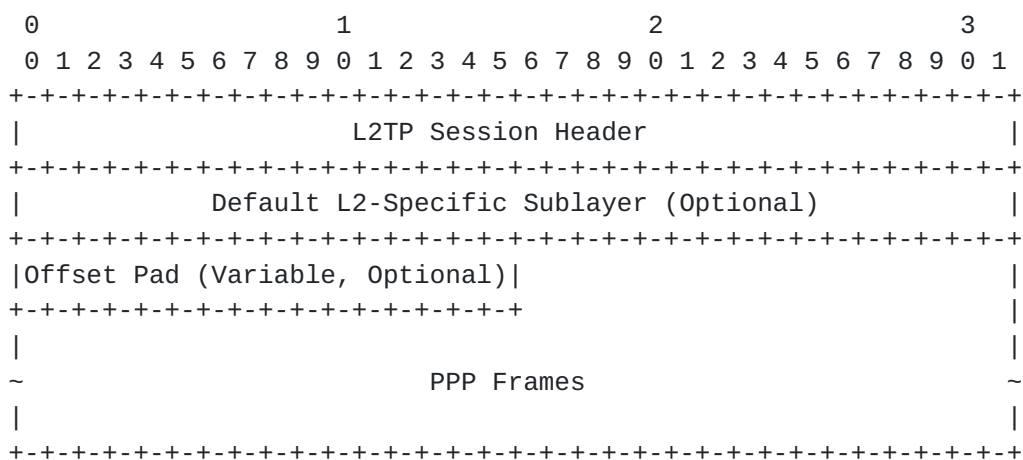 0                   1                   2                   3
 0 1 2 3 4 5 6 7 8 9 0 1 2 3 4 5 6 7 8 9 0 1 2 3 4 5 6 7 8 9 0 1
+-+-+-+-+-+-+-+-+-+-+-+-+-+-+-+-+-+-+-+-+-+-+-+-+-+-+-+-+-+-+-+-+
|                     L2TP Session Header                       |
+-+-+-+-+-+-+-+-+-+-+-+-+-+-+-+-+-+-+-+-+-+-+-+-+-+-+-+-+-+-+-+-+
|            Default L2-Specific Sublayer (Optional)            |
+-+-+-+-+-+-+-+-+-+-+-+-+-+-+-+-+-+-+-+-+-+-+-+-+-+-+-+-+-+-+-+-+
|Offset Pad (Variable, Optional)|                               |
+-+-+-+-+-+-+-+-+-+-+-+-+-+-+-+-+                               |
|                                                               |
~                          PPP Frames                           ~
|                                                               |
+-+-+-+-+-+-+-+-+-+-+-+-+-+-+-+-+-+-+-+-+-+-+-+-+-+-+-+-+-+-+-+-+